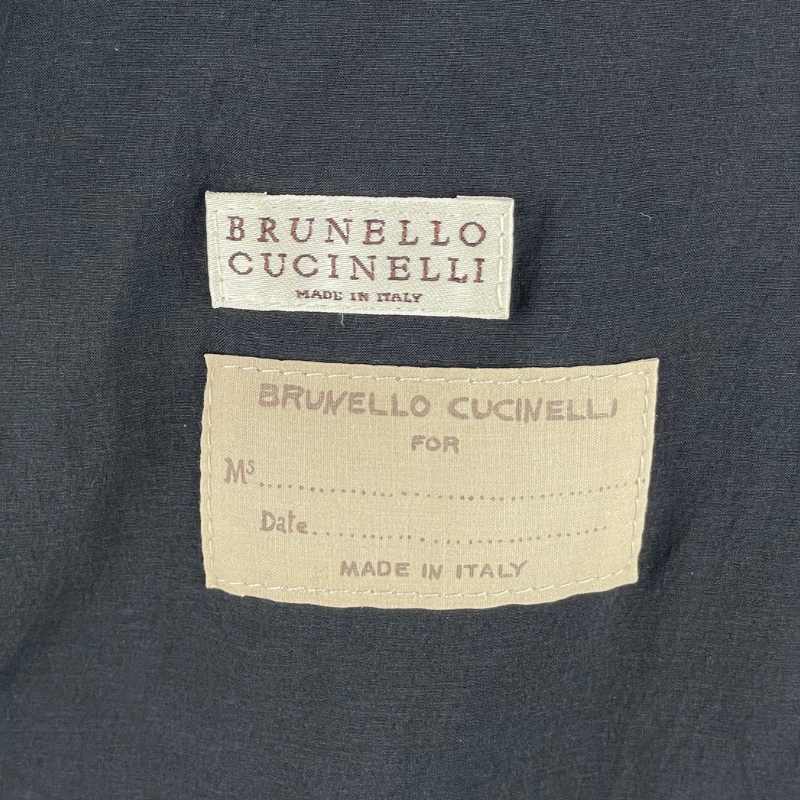 BRUNELLO
CUCINELLI
MADE IN ITALY
BRUNELLO CUCINELLI
FOR
Ms..............................
Date..............................
MADE IN ITALY